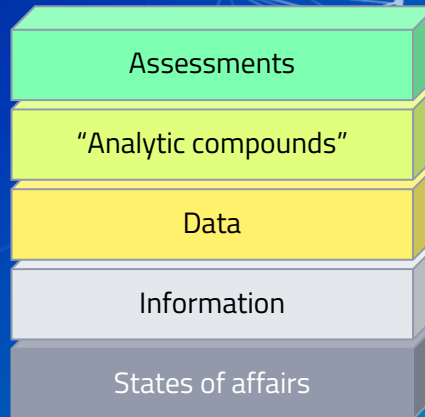 Assessments
“Analytic compounds”
Data
Information
States of affairs